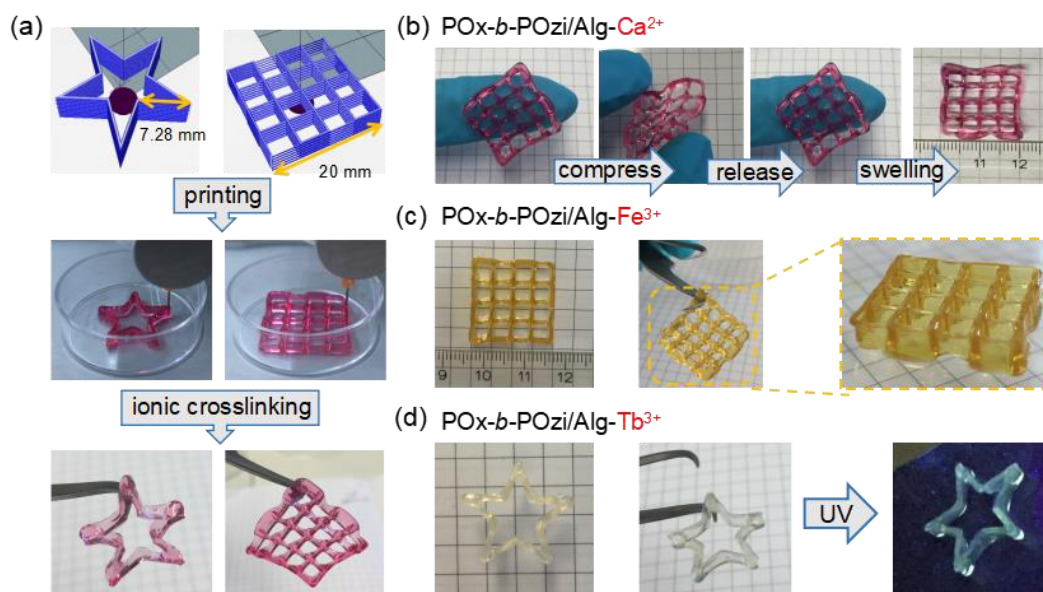 (a)
7.28 mm
20 mm
printing
ionic crosslinking
(b) POx-b-POzi/Alg-Ca²⁺
compress
release
swelling
11 12
(c) POx-b-POzi/Alg-Fe³⁺
9 10 11 12
(d) POx-b-POzi/Alg-Tb³⁺
UV